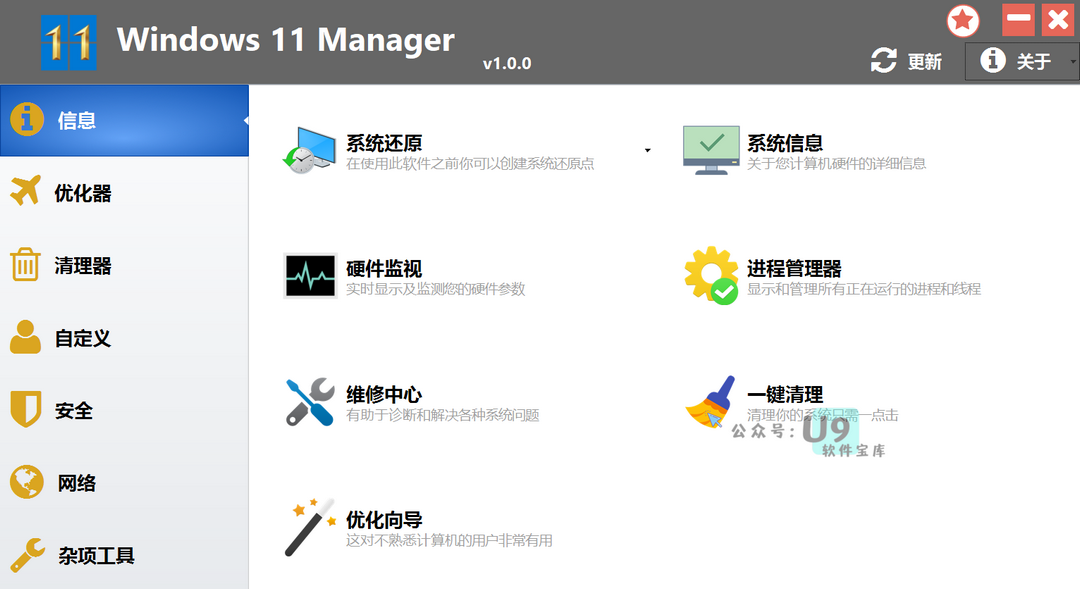 11 Windows 11 Manager
v1.0.0
更新
关于
信息
优化器
清理器
自定义
安全
网络
杂项工具
系统还原
在使用此软件之前你可以创建系统还原点
系统信息
关于您计算机硬件的详细信息
硬件监视
实时显示及监测您的硬件参数
进程管理器
显示和管理所有正在运行的进程和线程
维修中心
有助于诊断和解决各种系统问题
一键清理
清理你的系统只需一点击
公众号:U9
软件宝库
优化向导
这对不熟悉计算机的用户非常有用